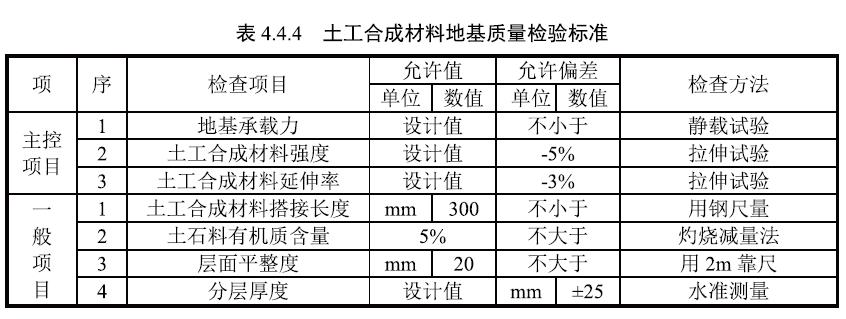 表 4.4.4 土工合成材料地基质量检验标准
项 序 检查项目 允许值 允许偏差 检查方法
单位 数值 单位 数值
主控项目 1 地基承载力 设计值 不小于 静载试验
2 土工合成材料强度 设计值 -5% 拉伸试验
3 土工合成材料延伸率 设计值 -3% 拉伸试验
一般项目 1 土工合成材料搭接长度 mm 300 不小于 用钢尺量
2 土石料有机质含量 5% 不大于 灼烧减量法
3 层面平整度 mm 20 不大于 用 2m 靠尺
4 分层厚度 设计值 mm ±25 水准测量